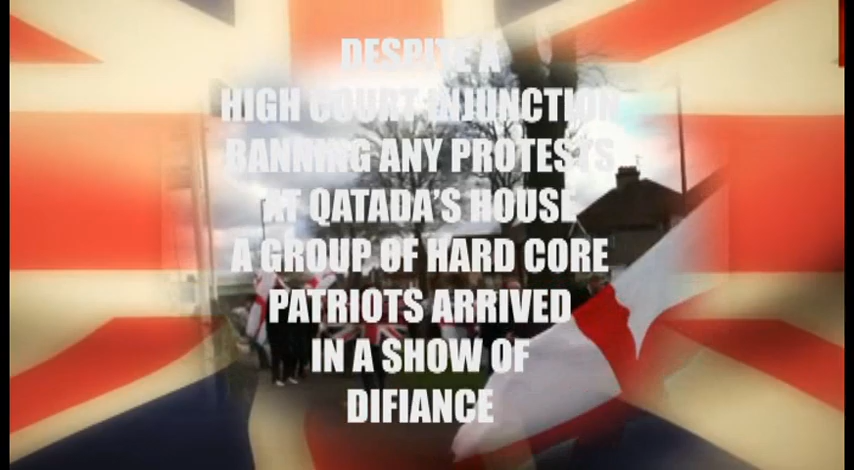 DESPITE A
HIGH COURT INJUNCTION
BANNING ANY PROTESTS
AT QATADA'S HOUSE
A GROUP OF HARD CORE
PATRIOTS ARRIVED
IN A SHOW OF
DIFIANCE